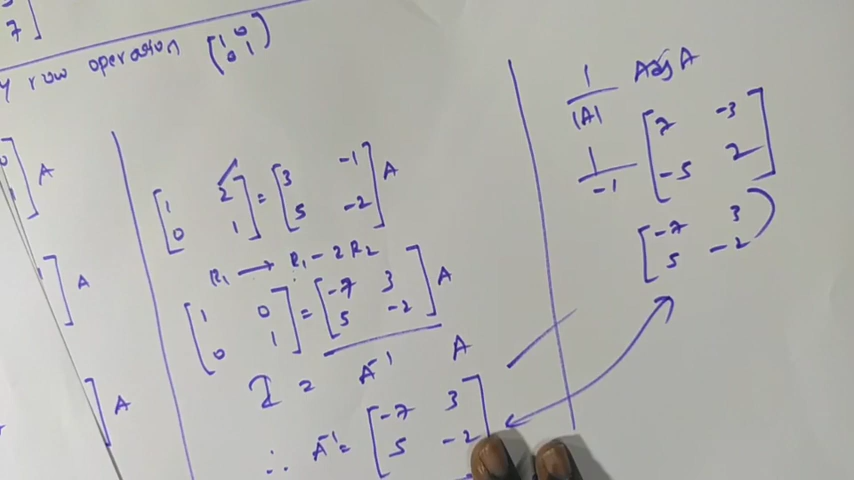 7 ]
row operation (1 0
0 1)
] A
] A
] A
[1 2
0 1] = [3 -1
5 -2] A
R₁ → R₁ - 2R₂
[1 0
0 1] = [-7 3
5 -2] A
I = A⁻¹ A
∴ A⁻¹ = [-7 3
5 -2]
1/|A| Adj A
1/-1 [7 -3
-5 2]
[-7 3
5 -2)